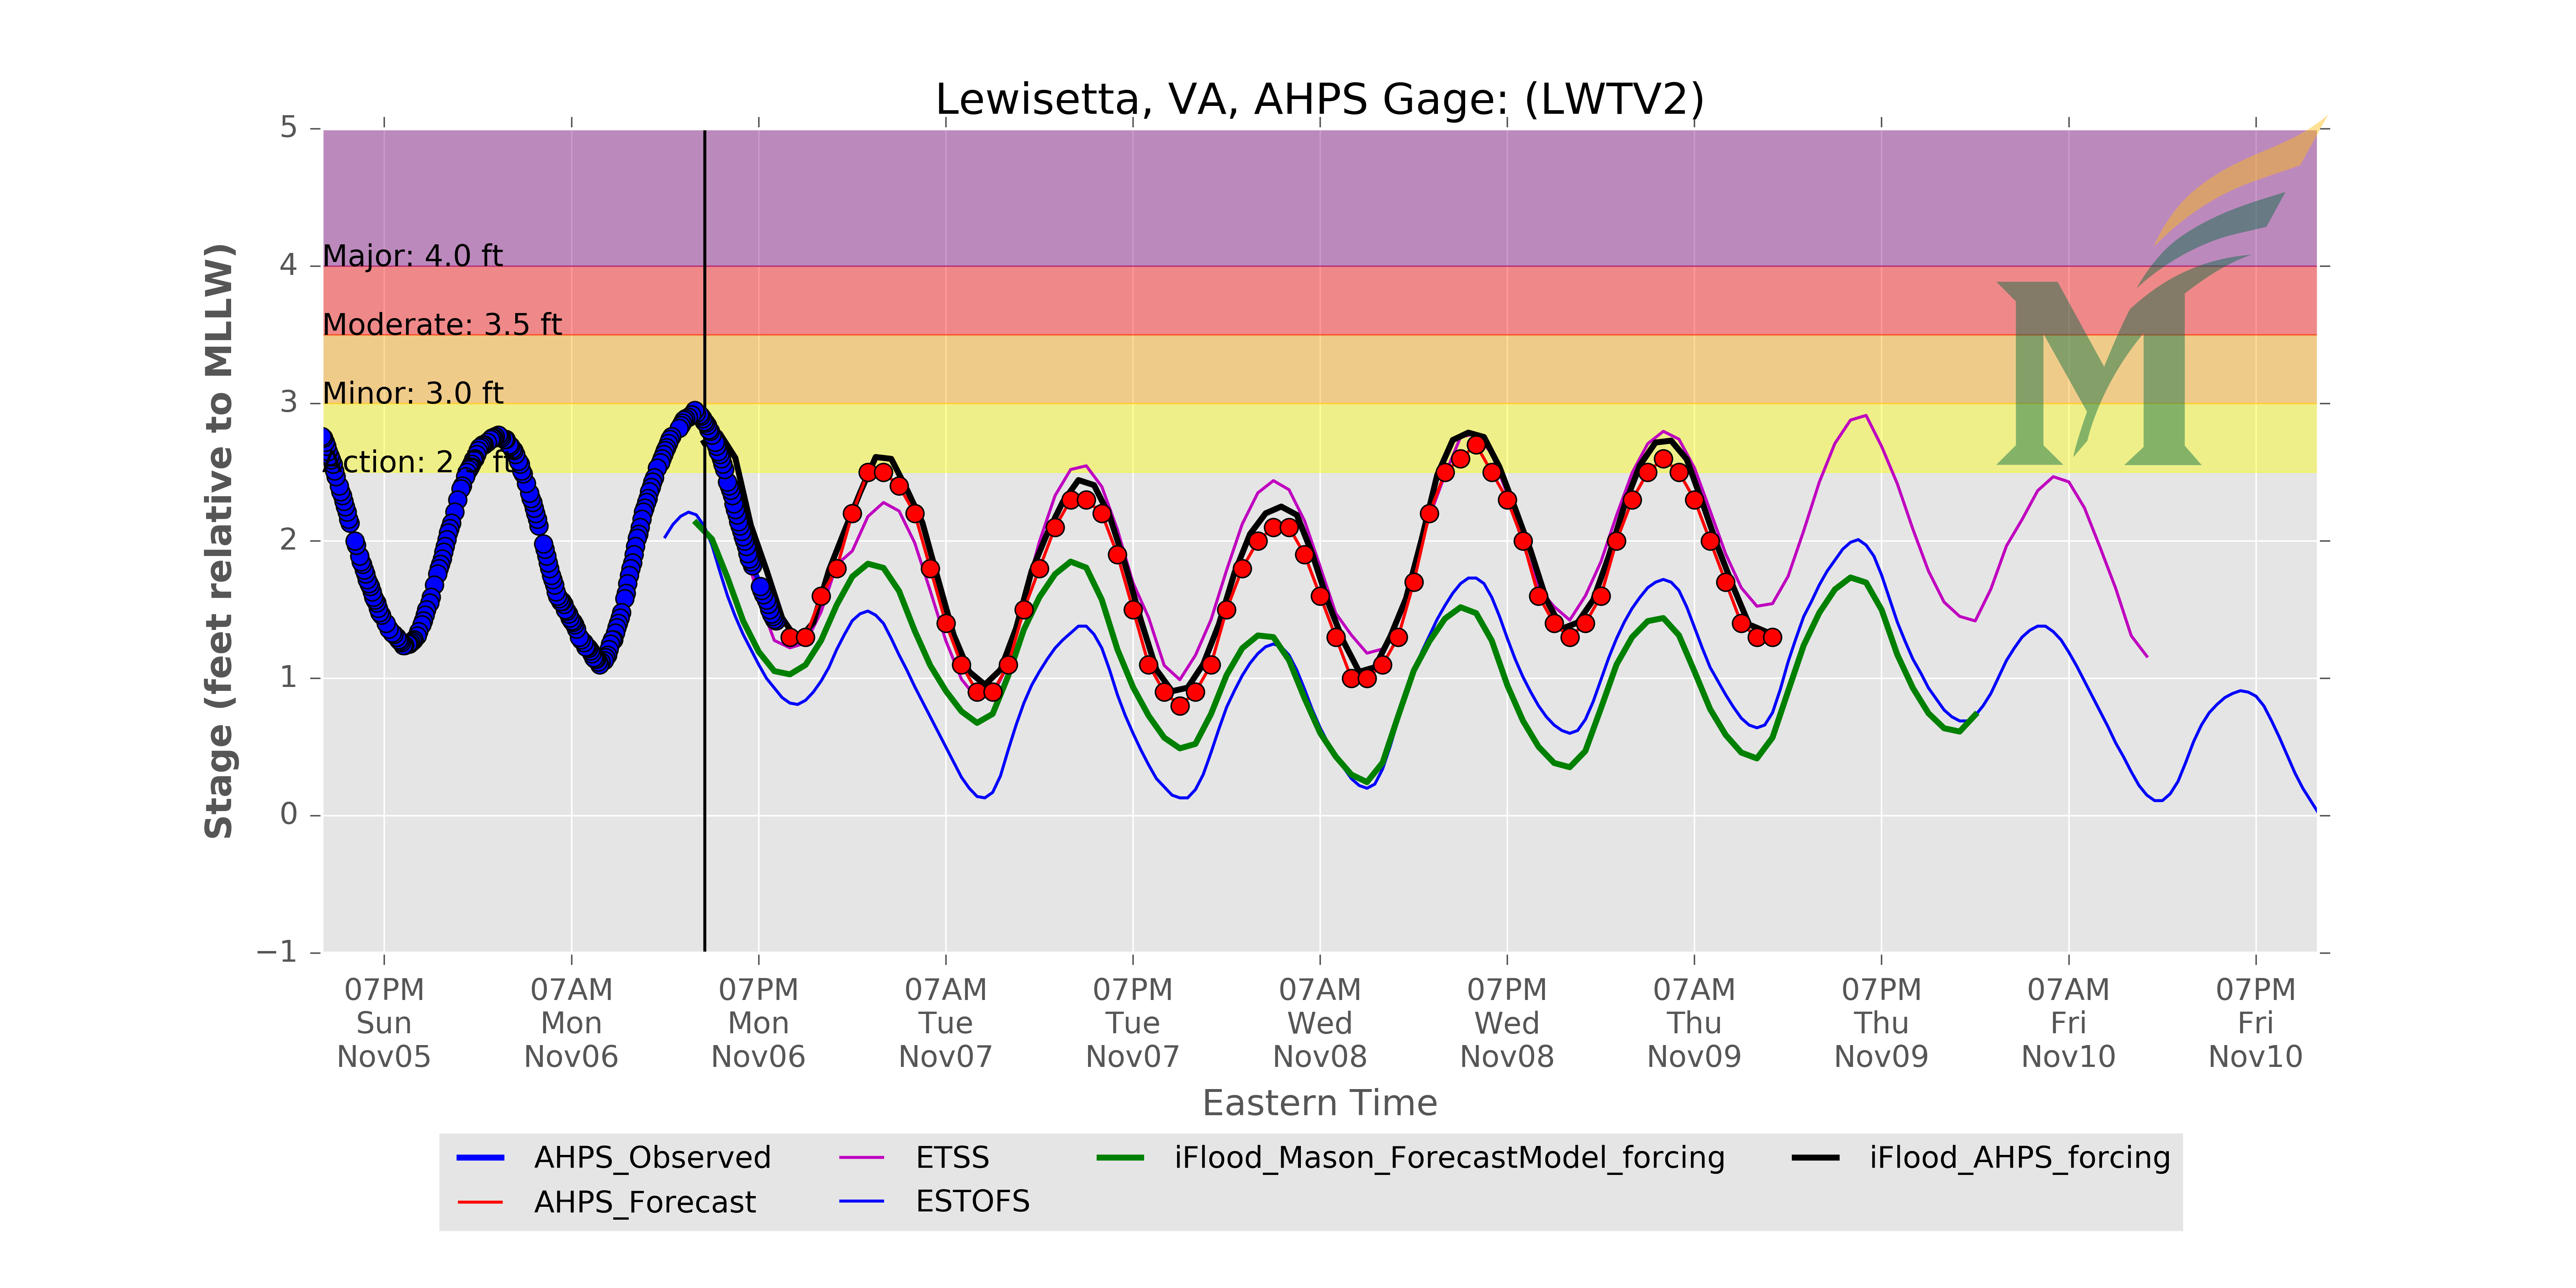 Lewisetta, VA, AHPS Gage: (LWTV2)
Stage (feet relative to MLLW)
5
4
3
2
1
0
−1
Major: 4.0 ft
Moderate: 3.5 ft
Minor: 3.0 ft
Action: 2. ft
07PM 07AM 07PM 07AM 07PM 07AM 07PM 07AM 07PM 07AM 07PM
Sun Mon Mon Tue Tue Wed Wed Thu Thu Fri Fri
Nov05 Nov06 Nov06 Nov07 Nov07 Nov08 Nov08 Nov09 Nov09 Nov10 Nov10
Eastern Time
AHPS_Observed ETSS iFlood_Mason_ForecastModel_forcing iFlood_AHPS_forcing
AHPS_Forecast ESTOFS
M